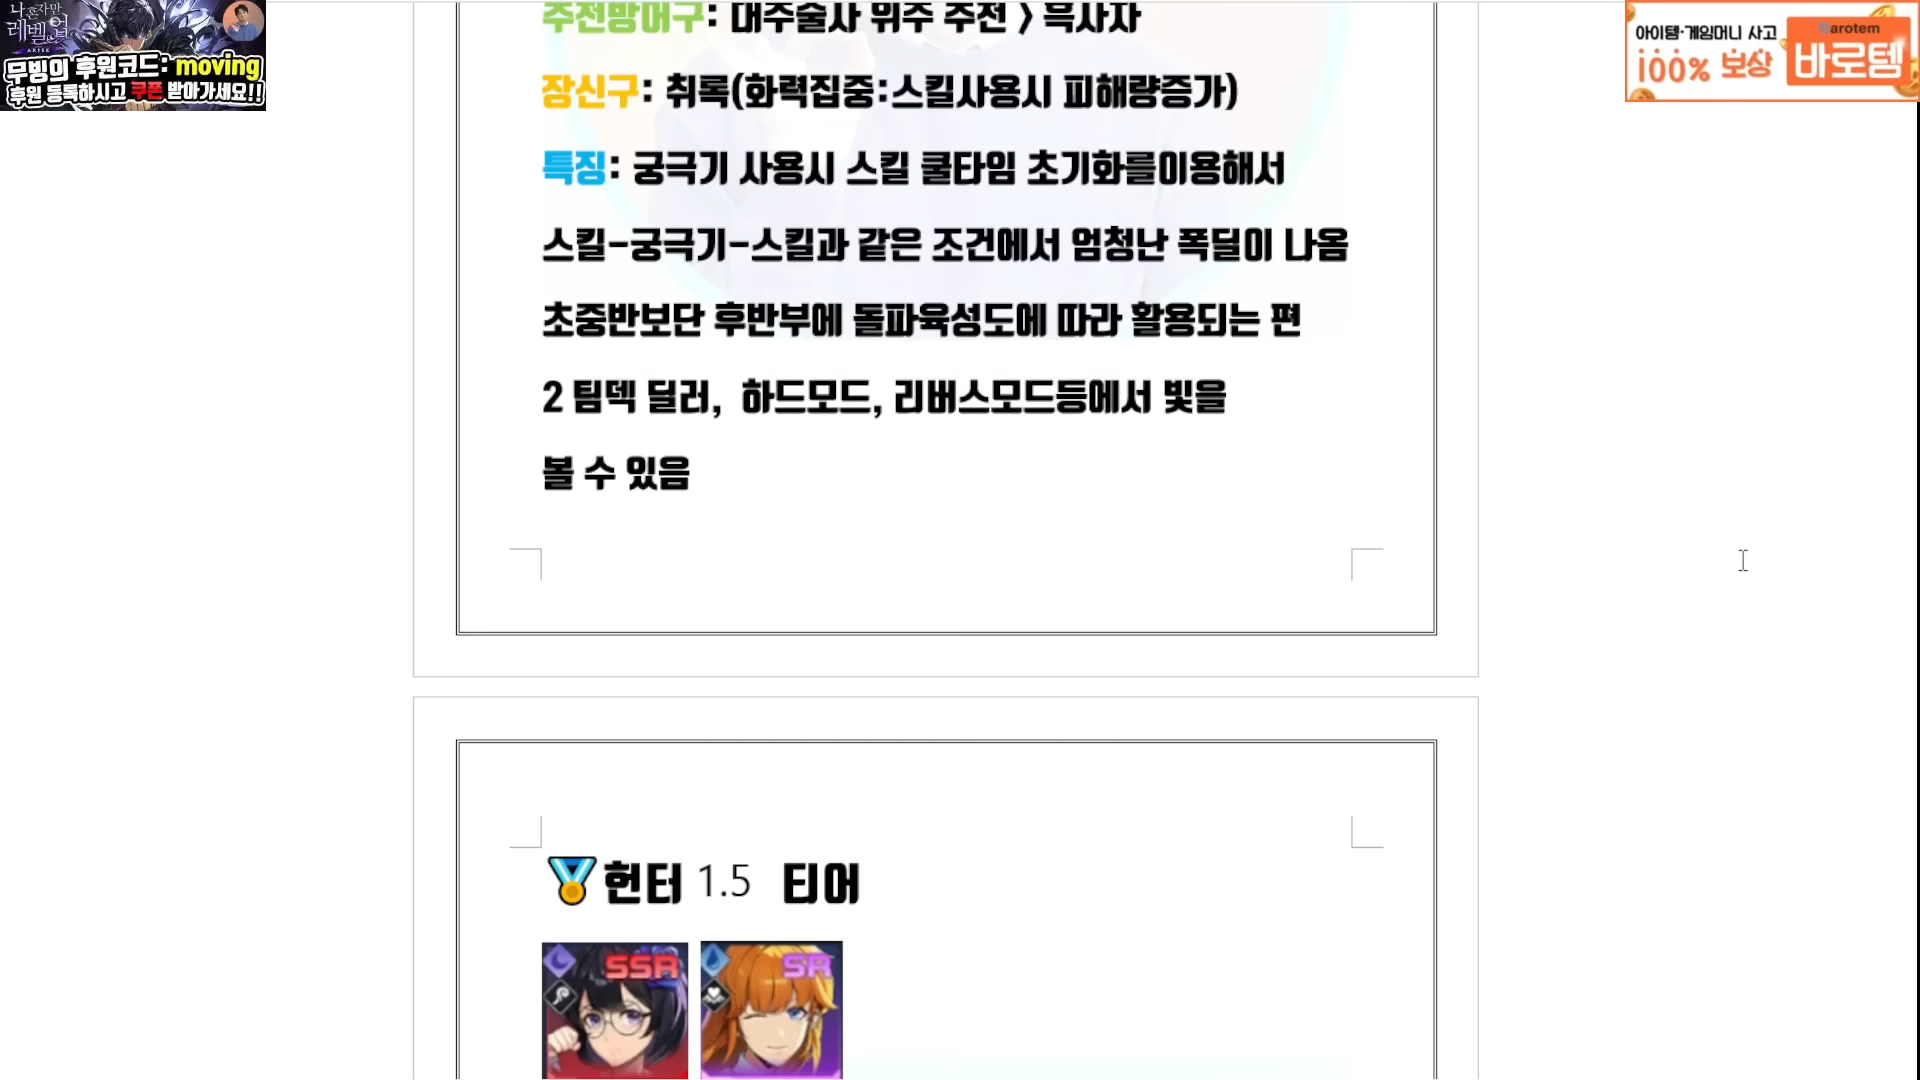 나 혼자만
레벨업
ARISE
무빙의 후원코드: moving
후원 등록하시고 쿠폰 받아가세요!!
아이템·게임머니 사고
100% 보상
Barotem
바로템
추천방어구: 대주술사 위주 추천 > 흑사자
장신구: 취록(화력집중:스킬사용시 피해량증가)
특징: 궁극기 사용시 스킬 쿨타임 초기화를이용해서
스킬-궁극기-스킬과 같은 조건에서 엄청난 폭딜이 나옴
초중반보단 후반부에 돌파육성도에 따라 활용되는 편
2 팀덱 딜러, 하드모드, 리버스모드등에서 빛을
볼 수 있음
헌터 1.5 티어
SSR
SR